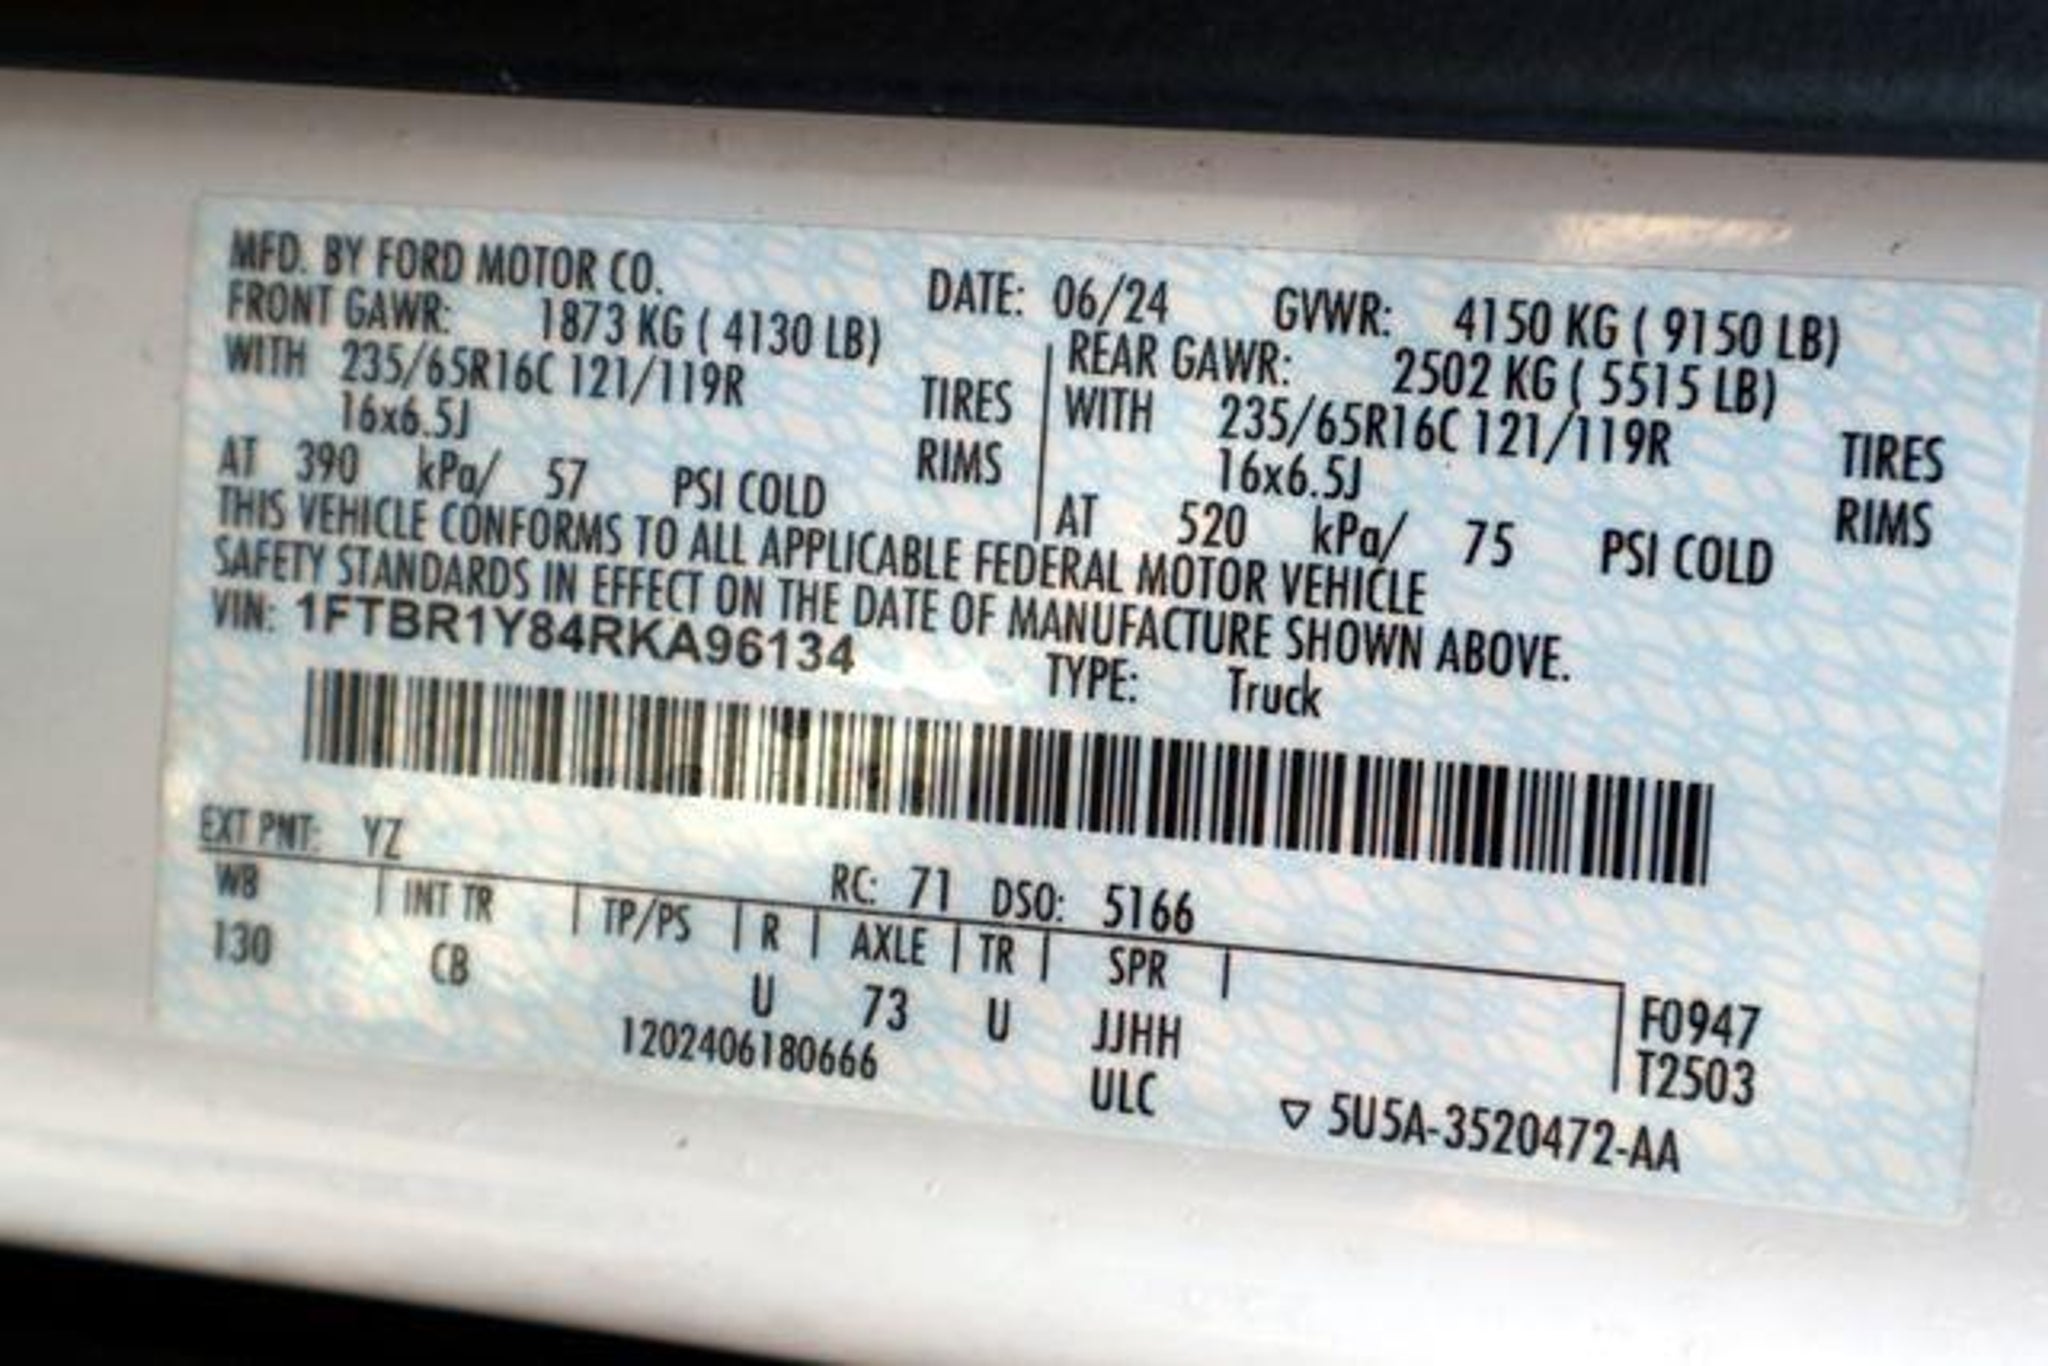 MFD. BY FORD MOTOR CO.
DATE: 06/24 GVWR: 4150 KG ( 9150 LB)
FRONT GAWR: 1873 KG ( 4130 LB)
WITH 235/65R16C 121/119R TIRES
16x6.5J RIMS
AT 390 kPa/ 57 PSI COLD
REAR GAWR: 2502 KG ( 5515 LB)
WITH 235/65R16C 121/119R TIRES
16x6.5J RIMS
AT 520 kPa/ 75 PSI COLD
THIS VEHICLE CONFORMS TO ALL APPLICABLE FEDERAL MOTOR VEHICLE
SAFETY STANDARDS IN EFFECT ON THE DATE OF MANUFACTURE SHOWN ABOVE.
VIN: 1FTBR1Y84RKA96134
TYPE: Truck
EXT PNT: YZ RC: 71 DSO: 5166
WB INT TR TP/PS R AXLE TR SPR
130 CB U 73 U JJHH
F0947
T2503
1202406180666 ULC
▽ 5U5A-3520472-AA